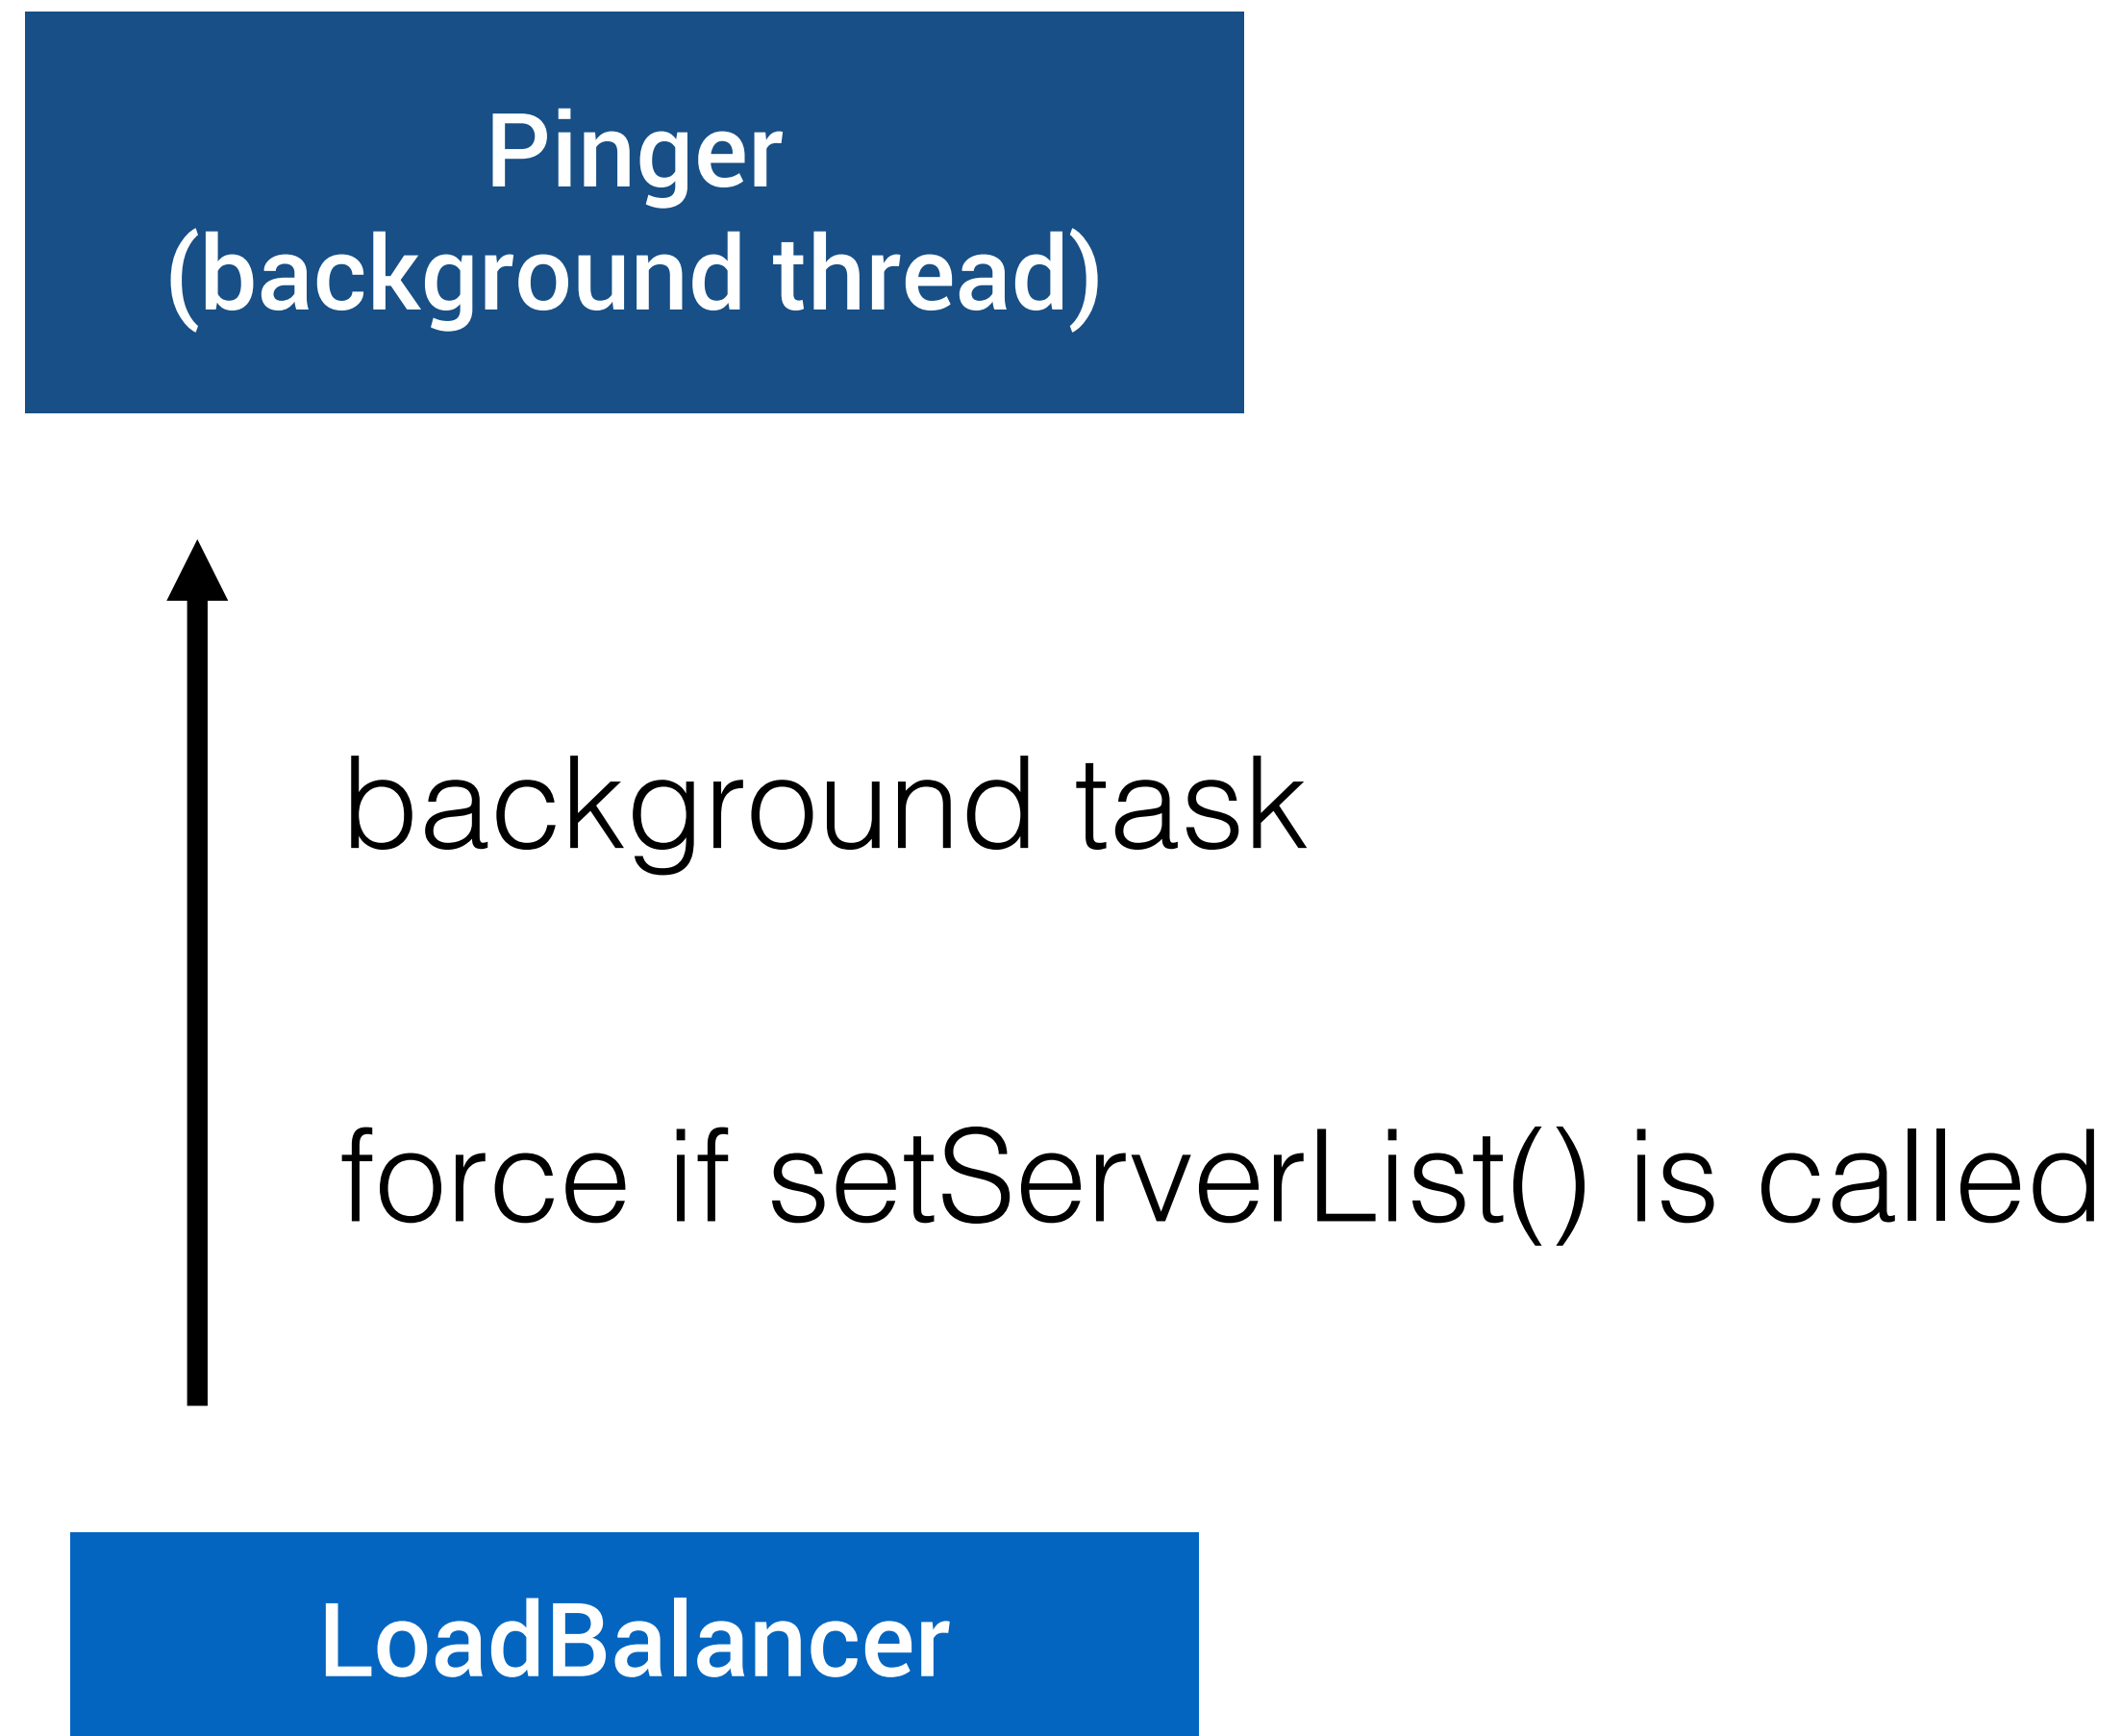 Pinger
(background thread)
background task
force if setServerList() is called
LoadBalancer